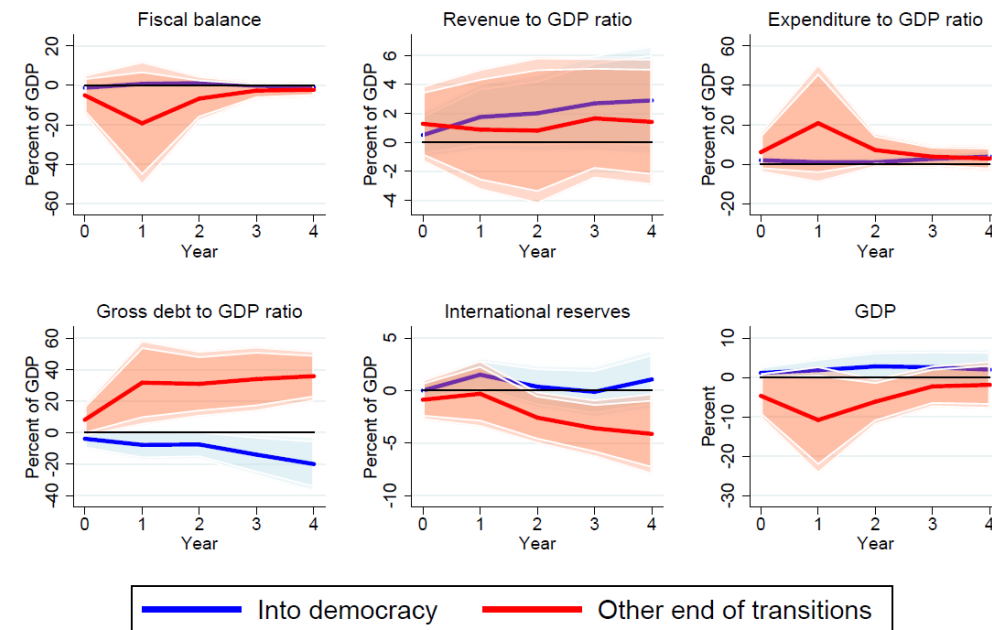 Fiscal balance
Percent of GDP
20
0
-20
-40
-60
0 1 2 3 4
Year
Revenue to GDP ratio
Percent of GDP
6
4
2
0
-2
-4
0 1 2 3 4
Year
Expenditure to GDP ratio
Percent of GDP
60
40
20
0
-20
0 1 2 3 4
Year
Gross debt to GDP ratio
Percent of GDP
60
40
20
0
-20
-40
0 1 2 3 4
Year
International reserves
Percent of GDP
5
0
-5
-10
0 1 2 3 4
Year
GDP
Percent
10
0
-10
-20
-30
0 1 2 3 4
Year
Into democracy
Other end of transitions